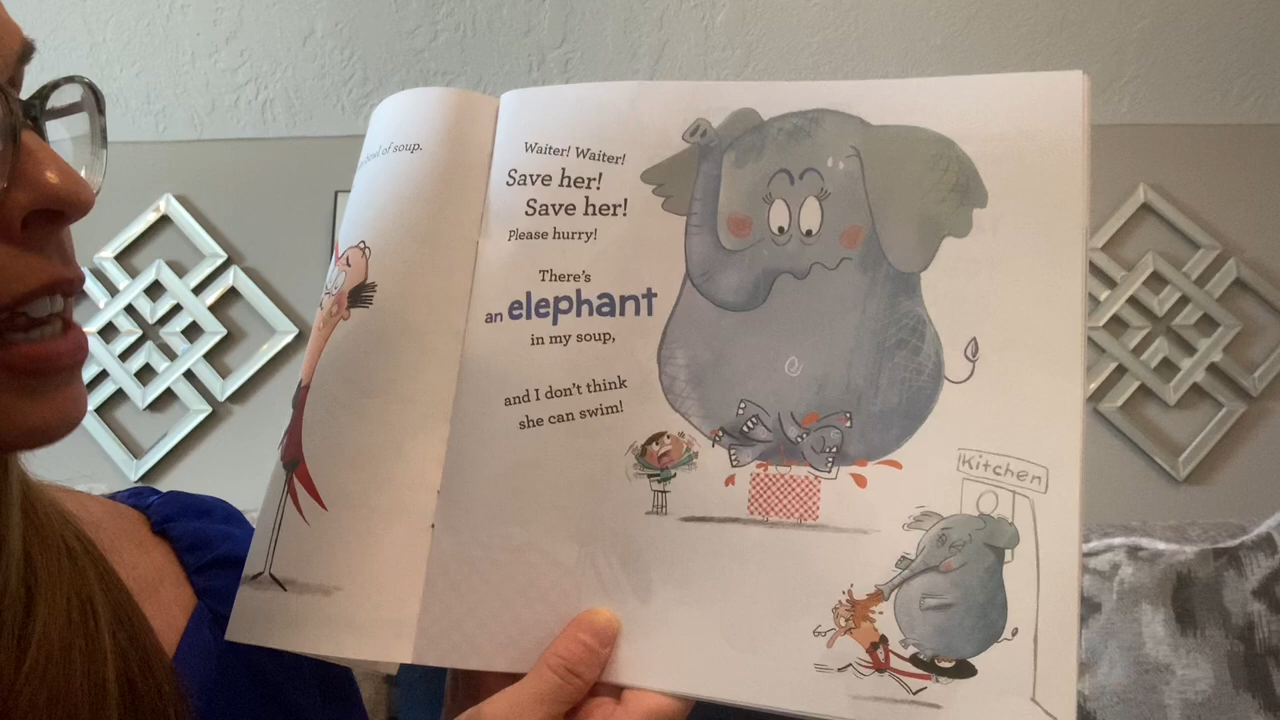 bowl of soup.
Waiter! Waiter!
Save her!
Save her!
Please hurry!
There's
an elephant
in my soup,
and I don't think
she can swim!
Kitchen